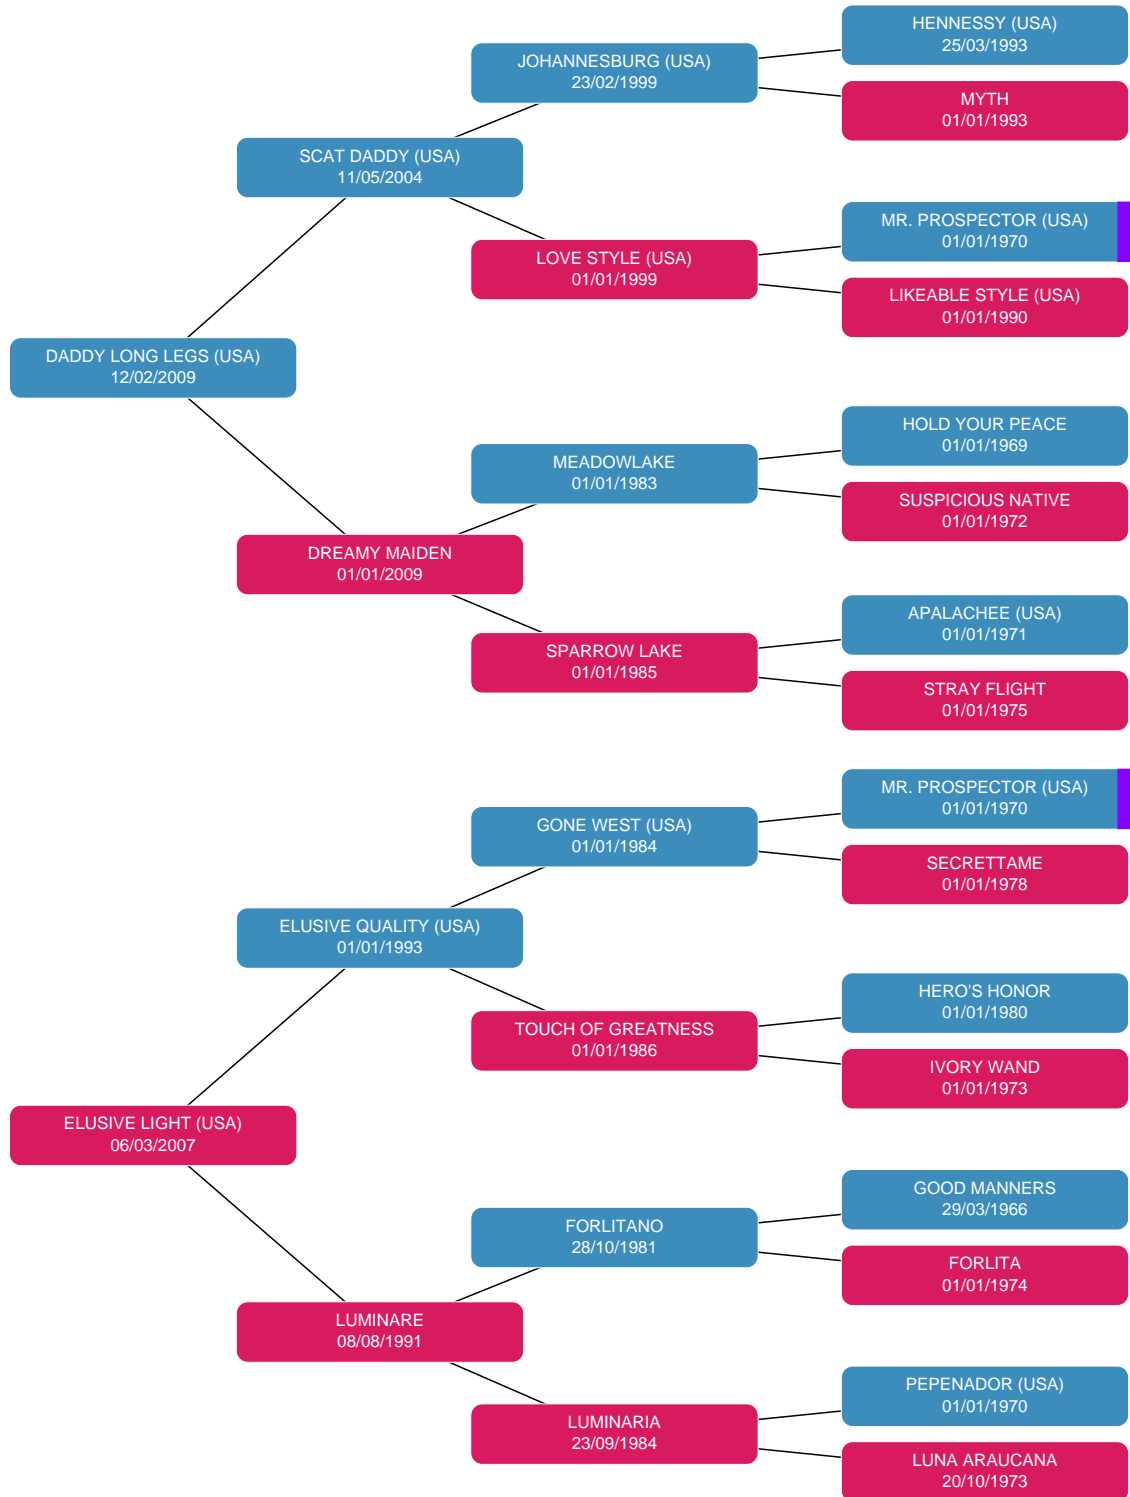 HENNESSY (USA)
25/03/1993
JOHANNESBURG (USA)
23/02/1999
MYTH
01/01/1993
SCAT DADDY (USA)
11/05/2004
MR. PROSPECTOR (USA)
01/01/1970
LOVE STYLE (USA)
01/01/1999
LIKEABLE STYLE (USA)
01/01/1990
DADDY LONG LEGS (USA)
12/02/2009
HOLD YOUR PEACE
01/01/1969
MEADOWLAKE
01/01/1983
SUSPICIOUS NATIVE
01/01/1972
DREAMY MAIDEN
01/01/2009
APALACHEE (USA)
01/01/1971
SPARROW LAKE
01/01/1985
STRAY FLIGHT
01/01/1975
MR. PROSPECTOR (USA)
01/01/1970
GONE WEST (USA)
01/01/1984
SECRETTAME
01/01/1978
ELUSIVE QUALITY (USA)
01/01/1993
HERO'S HONOR
01/01/1980
TOUCH OF GREATNESS
01/01/1986
IVORY WAND
01/01/1973
ELUSIVE LIGHT (USA)
06/03/2007
GOOD MANNERS
29/03/1966
FORLITANO
28/10/1981
FORLITA
01/01/1974
LUMINARE
08/08/1991
PEPENADOR (USA)
01/01/1970
LUMINARIA
23/09/1984
LUNA ARAUCANA
20/10/1973